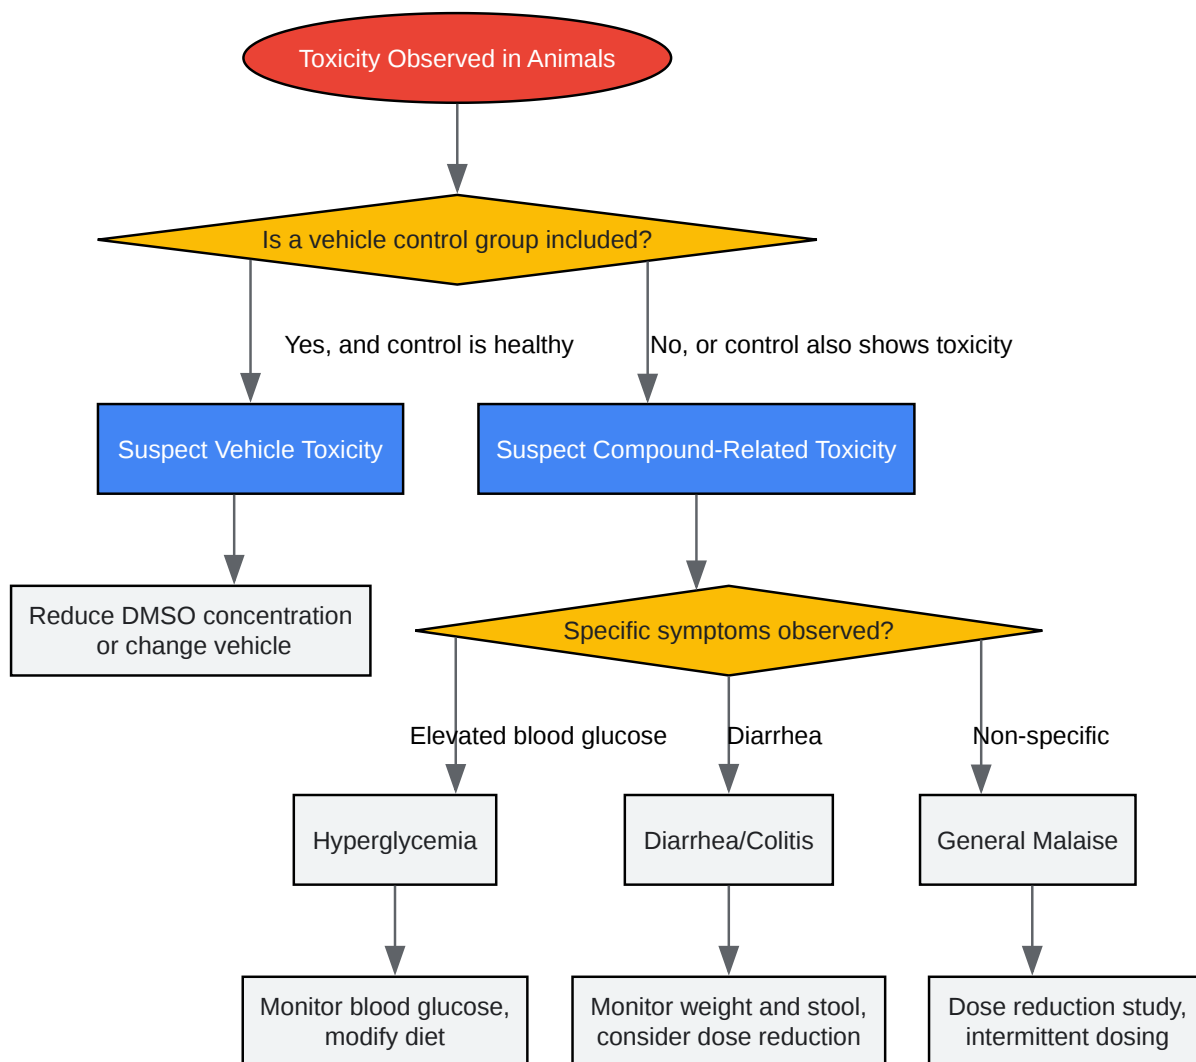 Toxicity Observed in Animals
Is a vehicle control group included?
Yes, and control is healthy
No, or control also shows toxicity
Suspect Vehicle Toxicity
Suspect Compound-Related Toxicity
Reduce DMSO concentration
or change vehicle
Specific symptoms observed?
Elevated blood glucose
Diarrhea
Non-specific
Hyperglycemia
Diarrhea/Colitis
General Malaise
Monitor blood glucose,
modify diet
Monitor weight and stool,
consider dose reduction
Dose reduction study,
intermittent dosing